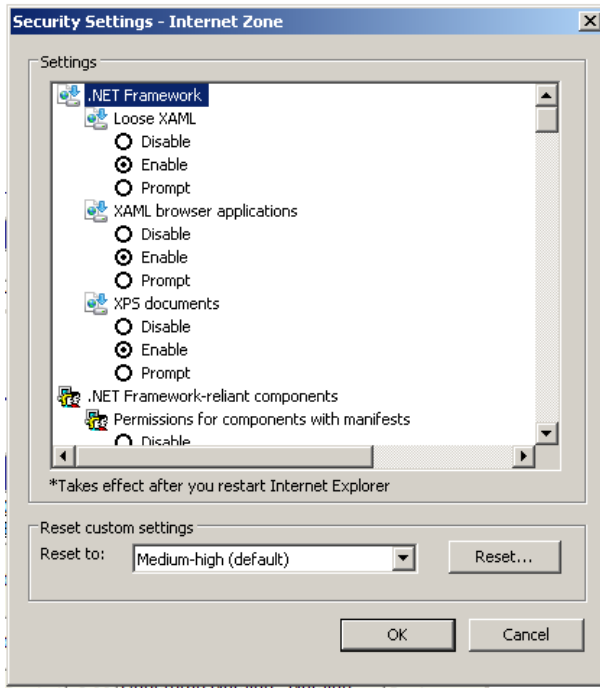 Security Settings - Internet Zone
Settings
.NET Framework
Loose XAML
Disable
Enable
Prompt
XAML browser applications
Disable
Enable
Prompt
XPS documents
Disable
Enable
Prompt
.NET Framework-reliant components
Permissions for components with manifests
Disable
*Takes effect after you restart Internet Explorer
Reset custom settings
Reset to: Medium-high (default) Reset...
OK Cancel